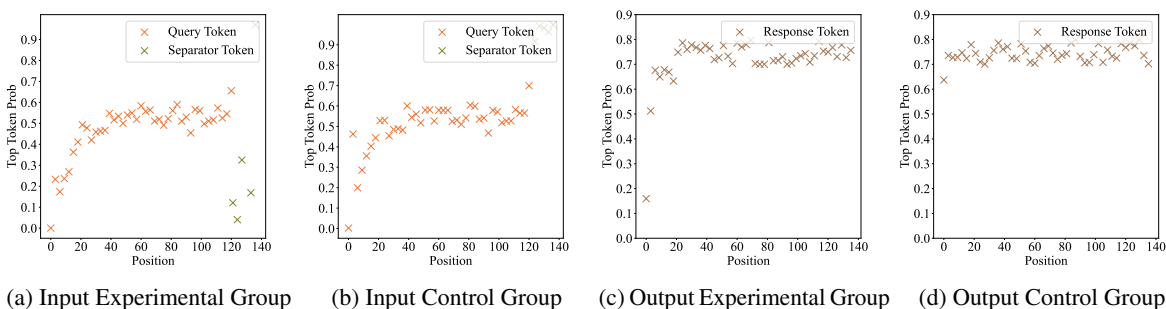 Query Token
Separator Token
Top Token Prob
0.9
0.8
0.7
0.6
0.5
0.4
0.3
0.2
0.1
0.0
0 20 40 60 80 100 120 140
Position
(a) Input Experimental Group
Query Token
Separator Token
Top Token Prob
0.9
0.8
0.7
0.6
0.5
0.4
0.3
0.2
0.1
0.0
0 20 40 60 80 100 120 140
Position
(b) Input Control Group
Response Token
Top Token Prob
0.9
0.8
0.7
0.6
0.5
0.4
0.3
0.2
0.1
0.0
0 20 40 60 80 100 120 140
Position
(c) Output Experimental Group
Response Token
Top Token Prob
0.9
0.8
0.7
0.6
0.5
0.4
0.3
0.2
0.1
0.0
0 20 40 60 80 100 120 140
Position
(d) Output Control Group